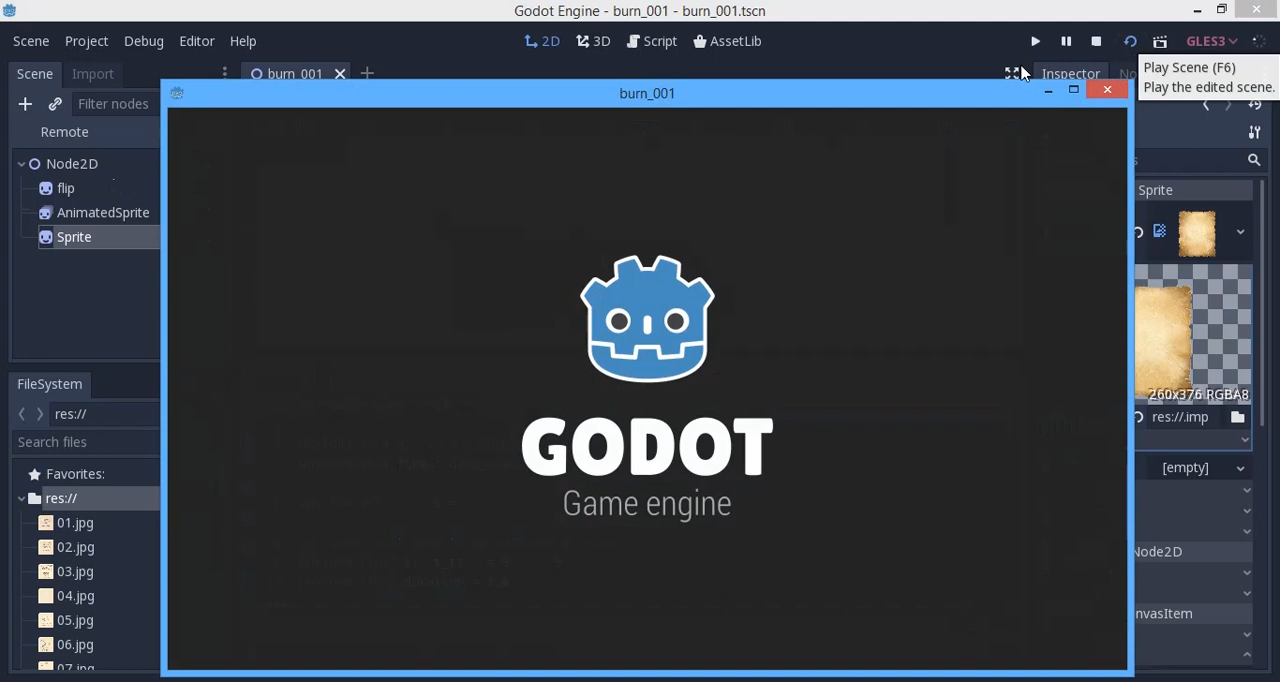 Godot Engine - burn_001 - burn_001.tscn
Scene Project Debug Editor Help
2D 3D Script AssetLib
GLES3
Scene Import
burn_001
Inspector
Play Scene (F6)
Play the edited scene.
Filter nodes
burn_001
Remote
Node2D
flip
AnimatedSprite
Sprite
Sprite
260x376 RGBA8
res://.imp
[empty]
Node2D
nvasItem
GODOT
Game engine
FileSystem
res://
Search files
Favorites:
res://
01.jpg
02.jpg
03.jpg
04.jpg
05.jpg
06.jpg
07.jpg